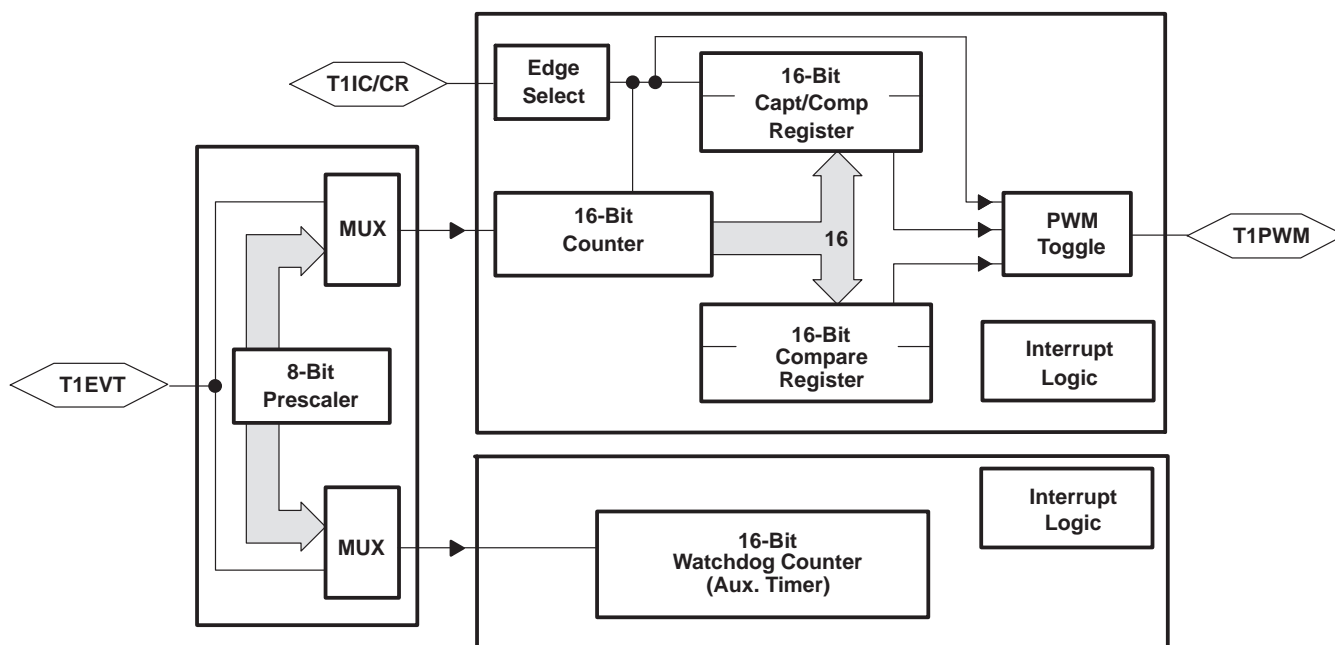 T1IC/CR
Edge
Select
16-Bit
Capt/Comp
Register
MUX
16-Bit
Counter
16
PWM
Toggle
T1PWM
T1EVT
8-Bit
Prescaler
16-Bit
Compare
Register
Interrupt
Logic
MUX
16-Bit
Watchdog Counter
(Aux. Timer)
Interrupt
Logic